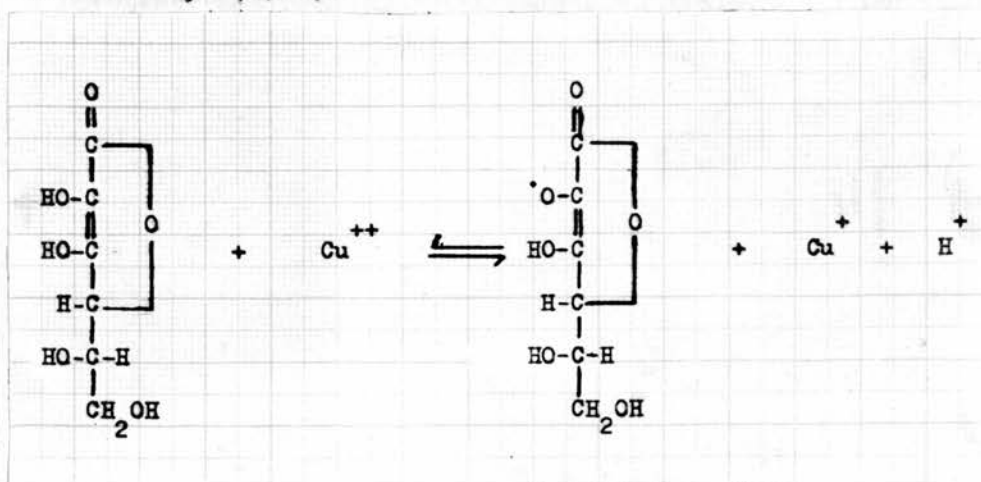 O O
C C
HO-C ·O-C
O O
HO-C + Cu++ ⇌ HO-C + Cu+ + H+
H-C H-C
HO-C-H HO-C-H
CH2OH CH2OH